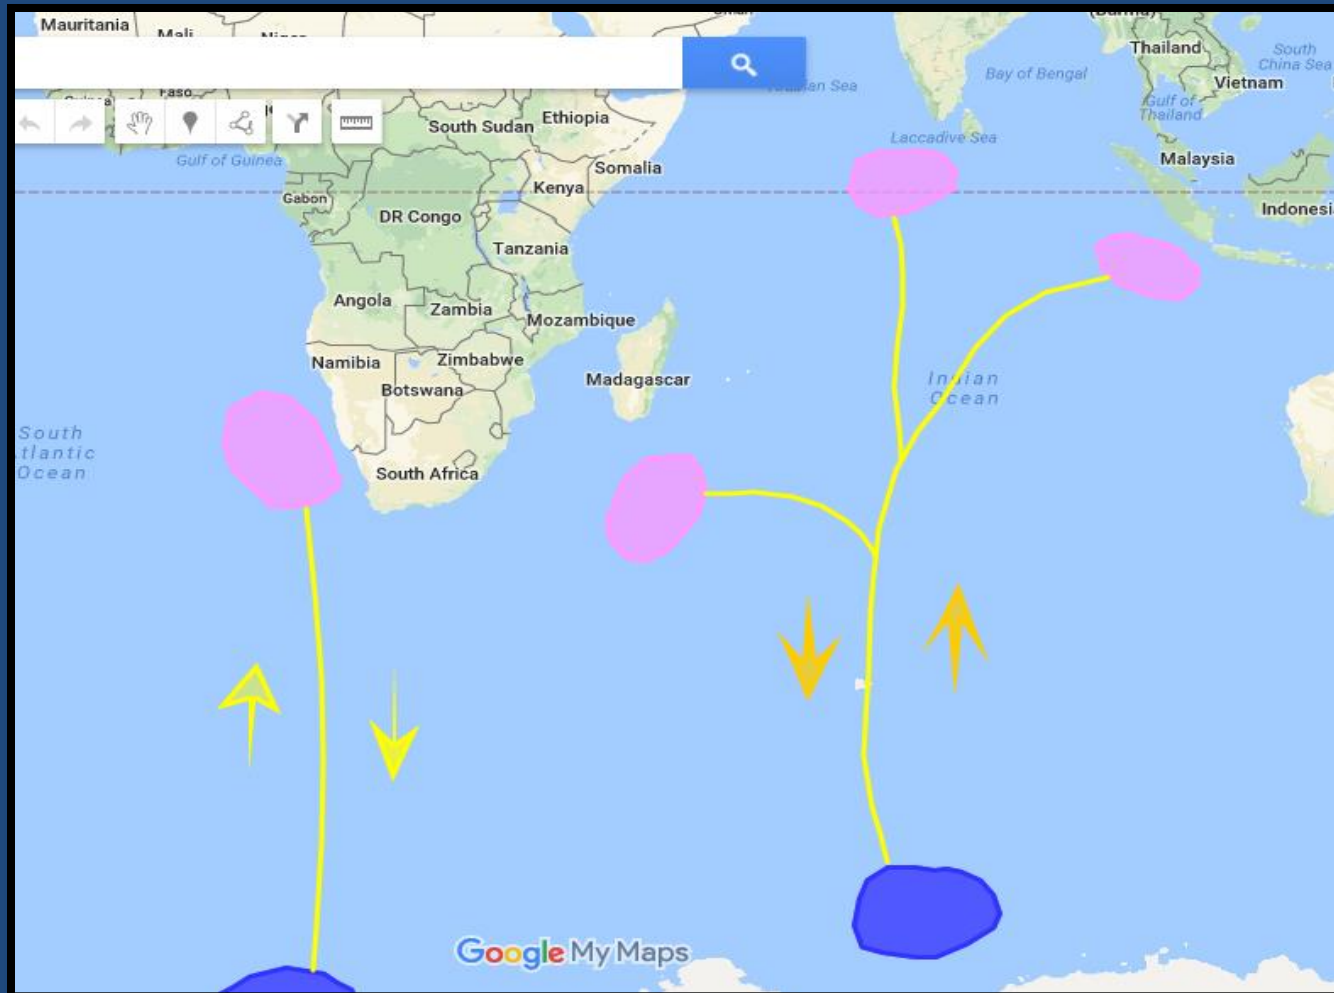 Mauritania
Mali
Niger
Thailand
South
China Sea
Vietnam
Bay of Bengal
Gulf of
Thailand
South Sudan
Ethiopia
Laccadive Sea
Gulf of Guinea
Malaysia
Somalia
Kenya
Gabon
DR Congo
Tanzania
Angola
Zambia
Mozambique
Namibia
Zimbabwe
Botswana
Madagascar
Indian
Ocean
South
tlantic
Ocean
South Africa
Google My Maps